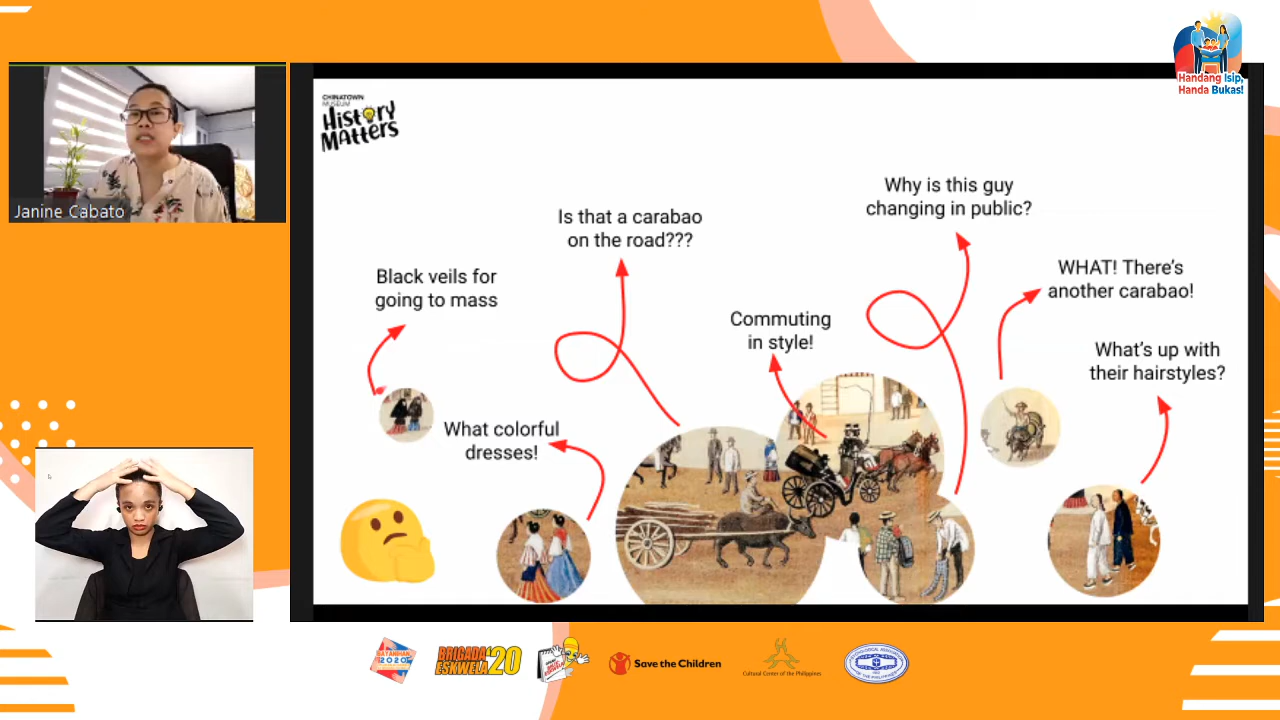 Handang Isip,
Handa Bukas!
Janine Cabato
CHINATOWN
MUSEUM
History
Matters
Why is this guy
changing in public?
Is that a carabao
on the road???
WHAT! There's
another carabao!
Black veils for
going to mass
Commuting
in style!
What's up with
their hairstyles?
What colorful
dresses!
BAYANIHAN
2020
BRIGADA
ESKWELA
'20
Save the Children
Cultural Center of the Philippines